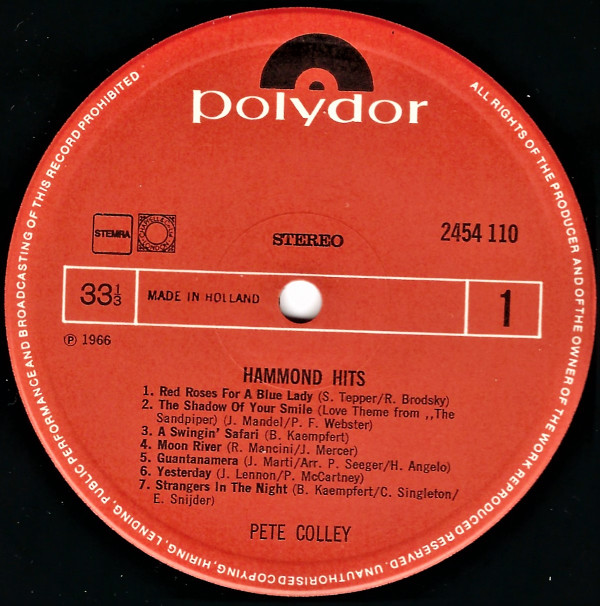 polydor
STEMRA
STEREO
2454 110
33⅓
MADE IN HOLLAND
1
℗ 1966
HAMMOND HITS
1. Red Roses For A Blue Lady (S. Tepper/R. Brodsky)
2. The Shadow Of Your Smile (Love Theme from ,,The
Sandpiper) (J. Mandel/P. F. Webster)
3. A Swingin' Safari (B. Kaempfert)
4. Moon River (R. Mancini/J. Mercer)
5. Guantanamera (J. Marti/Arr. P. Seeger/H. Angelo)
6. Yesterday (J. Lennon/P. McCartney)
7. Strangers In The Night (B. Kaempfert/C. Singleton/
E. Snijder)
PETE COLLEY
ALL RIGHTS OF THE PRODUCER AND OF THE OWNER OF THE WORK REPRODUCED RESERVED. UNAUTHORISED COPYING, HIRING, LENDING, PUBLIC PERFORMANCE AND BROADCASTING OF THIS RECORD PROHIBITED